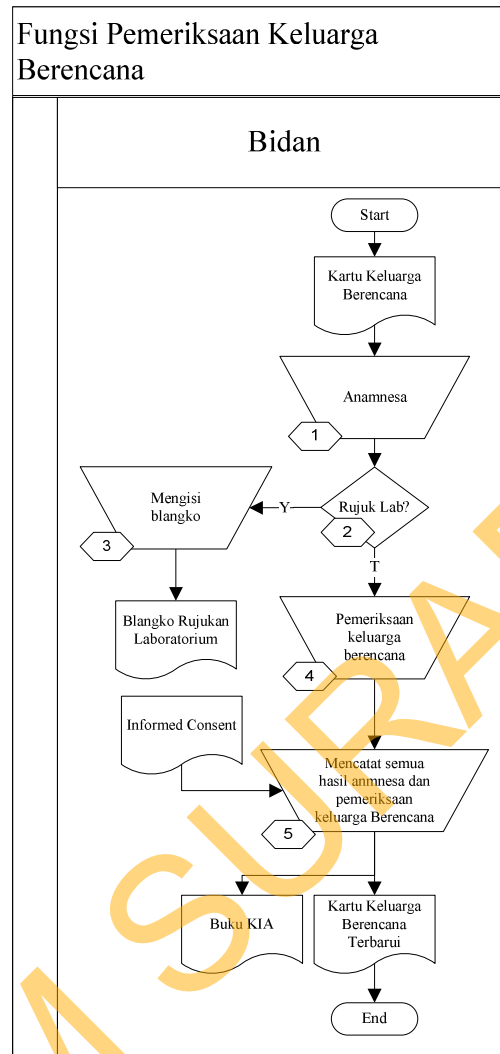 Fungsi Pemeriksaan Keluarga
Berencana
Bidan
Start
Kartu Keluarga
Berencana
Anamnesa
1
Rujuk Lab?
2
Y
T
Mengisi
blangko
3
Blangko Rujukan
Laboratorium
Pemeriksaan
keluarga
berencana
4
Informed Consent
Mencatat semua
hasil anmnesa dan
pemeriksaan
keluarga Berencana
5
Buku KIA
Kartu Keluarga
Berencana
Terbarui
End
M SURA